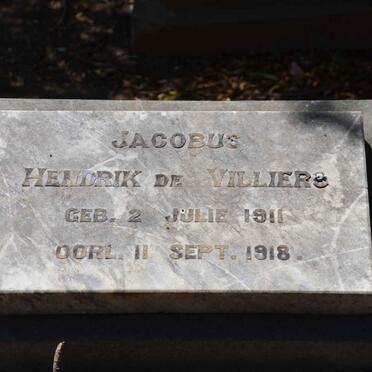 JACOBUS
HENDRIK DE VILLIERS
GEB. 2 JULIE 1911
OORL. 11 SEPT. 1918.